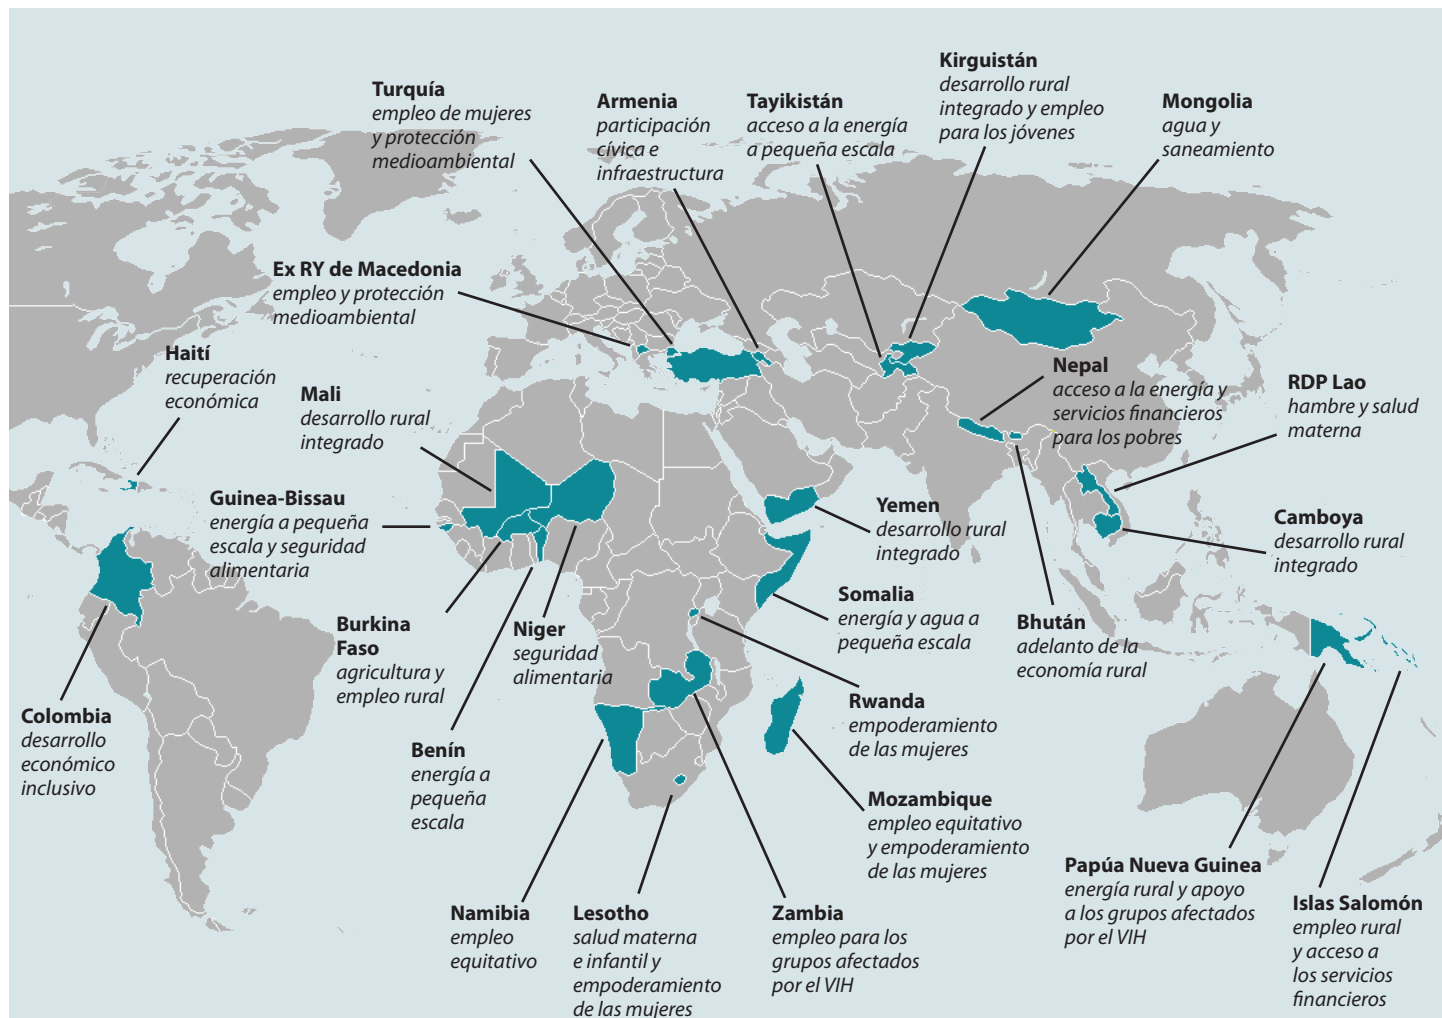 Turquía
empleo de mujeres
y protección
medioambiental
Armenia
participación
cívica e
infraestructura
Tayikistán
acceso a la energía
a pequeña escala
Kirguistán
desarrollo rural
integrado y empleo
para los jóvenes
Mongolia
agua y
saneamiento
Ex RY de Macedonia
empleo y protección
medioambiental
Haití
recuperación
económica
Mali
desarrollo rural
integrado
Nepal
acceso a la energía y
servicios financieros
para los pobres
RDP Lao
hambre y salud
materna
Guinea-Bissau
energía a pequeña
escala y seguridad
alimentaria
Yemen
desarrollo rural
integrado
Camboya
desarrollo rural
integrado
Somalia
energía y agua a
pequeña escala
Bhután
adelanto de la
economía rural
Burkina
Faso
agricultura y
empleo rural
Niger
seguridad
alimentaria
Colombia
desarrollo
económico
inclusivo
Benín
energía a
pequeña
escala
Rwanda
empoderamiento
de las mujeres
Mozambique
empleo equitativo
y empoderamiento
de las mujeres
Papúa Nueva Guinea
energía rural y apoyo
a los grupos afectados
por el VIH
Islas Salomón
empleo rural
y acceso a
los servicios
financieros
Namibia
empleo
equitativo
Lesotho
salud materna
e infantil y
empoderamiento
de las mujeres
Zambia
empleo para los
grupos afectados
por el VIH